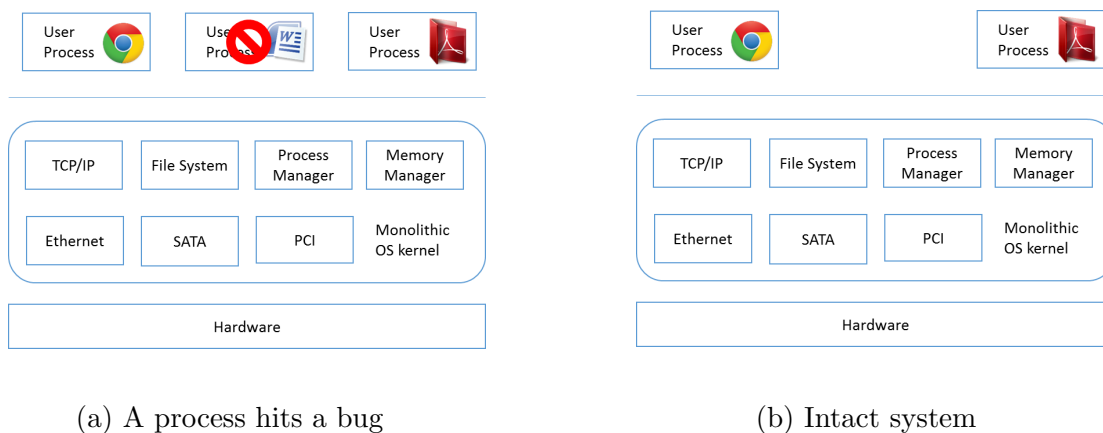 User
Process
User
Process
W
User
Process
User
Process
User
Process
TCP/IP
File System
Process
Manager
Memory
Manager
Ethernet
SATA
PCI
Monolithic
OS kernel
Hardware
TCP/IP
File System
Process
Manager
Memory
Manager
Ethernet
SATA
PCI
Monolithic
OS kernel
Hardware
(a) A process hits a bug
(b) Intact system